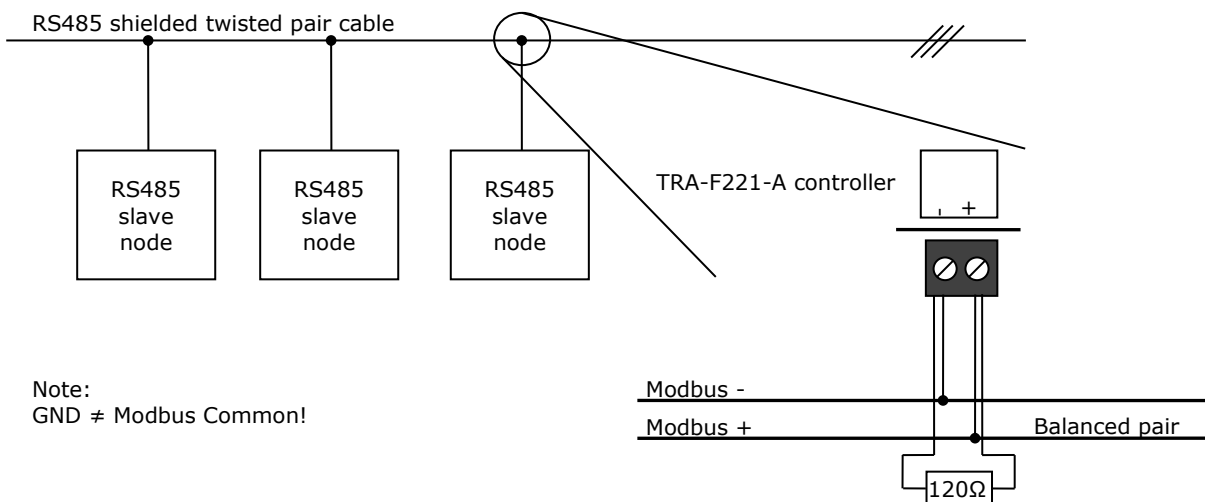 RS485 shielded twisted pair cable
RS485
slave
node
RS485
slave
node
RS485
slave
node
TRA-F221-A controller
- +
Note:
GND ≠ Modbus Common!
Modbus -
Modbus +
Balanced pair
120Ω